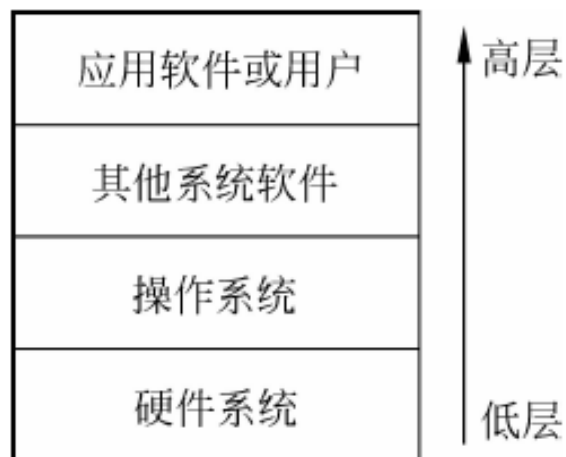 应用软件或用户
高层
其他系统软件
操作系统
硬件系统
低层